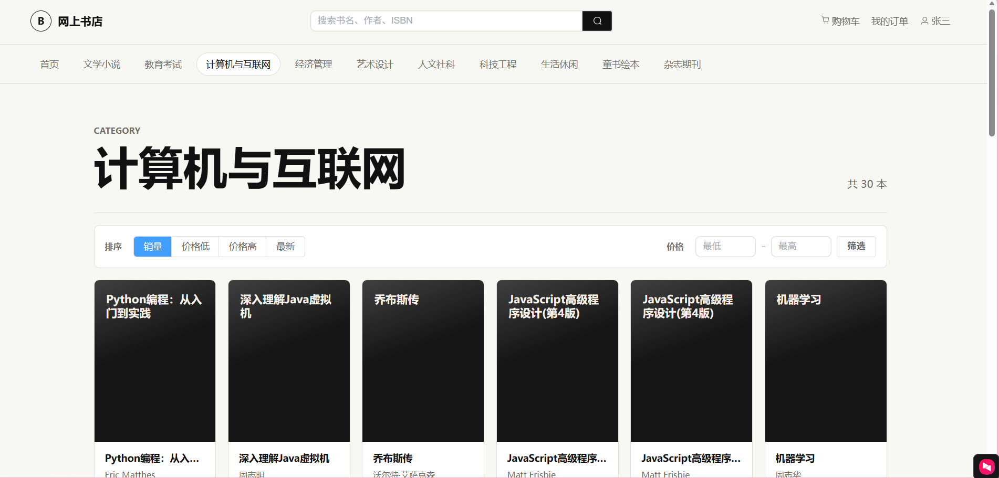 B 网上书店
搜索书名、作者、ISBN
购物车 我的订单 张三
首页 文学小说 教育考试 计算机与互联网 经济管理 艺术设计 人文社科 科技工程 生活休闲 童书绘本 杂志期刊
CATEGORY
计算机与互联网
共 30 本
排序 销量 价格低 价格高 最新 价格 最低 - 最高 筛选
Python编程：从入
门到实践
深入理解Java虚拟
机
乔布斯传
JavaScript高级程
序设计(第4版)
JavaScript高级程
序设计(第4版)
机器学习
Python编程：从入...
深入理解Java虚拟机
乔布斯传
JavaScript高级程序...
JavaScript高级程序...
机器学习
Eric Matthes
周志明
沃尔特·艾萨克森
Matt Frisbie
Matt Frisbie
周志华